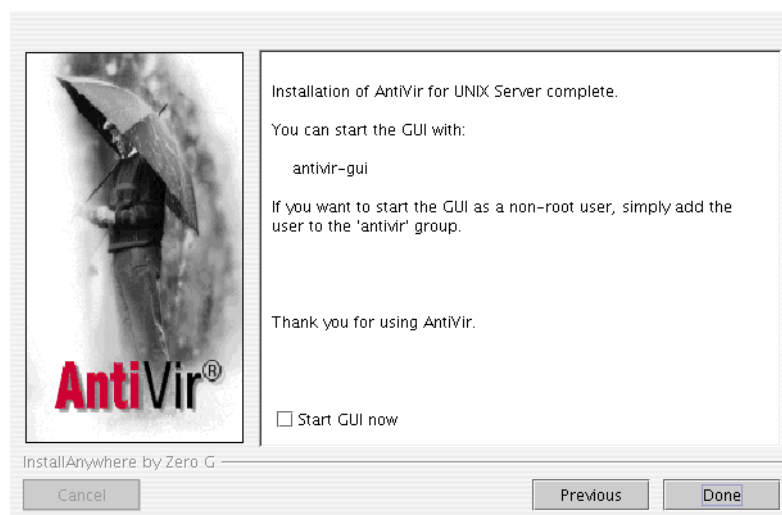 Installation of AntiVir for UNIX Server complete.
You can start the GUI with:
antivir-gui
If you want to start the GUI as a non-root user, simply add the
user to the 'antivir' group.
Thank you for using AntiVir.
AntiVir®
Start GUI now
InstallAnywhere by Zero G
Cancel
Previous
Done